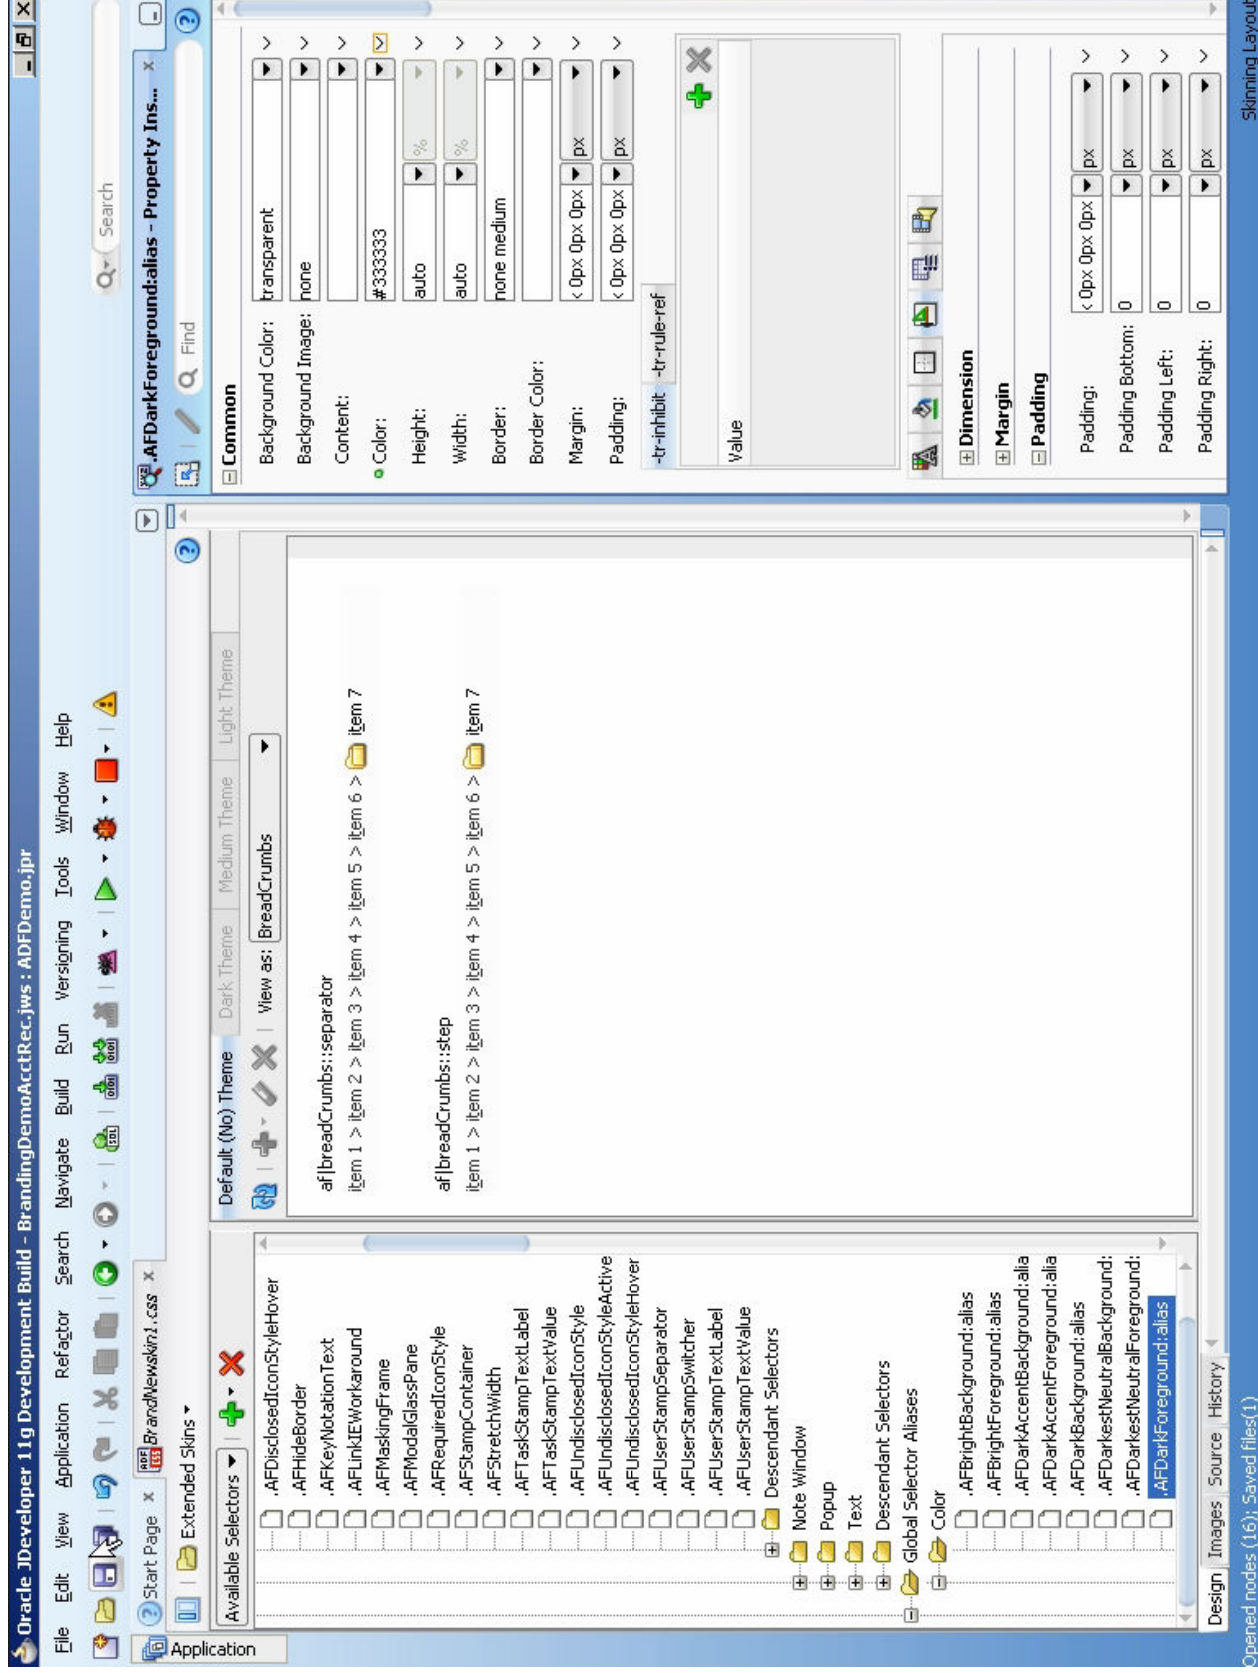 Oracle JDeveloper 11g Development Build - BrandingDemoAcctRec.jws : ADFDemo.jpr
File Edit View Application Refactor Search Navigate Build Run Versioning Tools Window Help
Search
Application
Start Page
BrandNewskin1.css
Extended Skins
Available Selectors
.AFDisclosedIconStyleHover
.AFHideBorder
.AFKeyNotationText
.AFLinkIEWorkaround
.AFMaskingFrame
.AFModalGlassPane
.AFRequiredIconStyle
.AFStampContainer
.AFStretchWidth
.AFTaskStampTextLabel
.AFTaskStampTextValue
.AFUndisclosedIconStyle
.AFUndisclosedIconStyleActive
.AFUndisclosedIconStyleHover
.AFUserStampSeparator
.AFUserStampSwitcher
.AFUserStampTextLabel
.AFUserStampTextValue
Descendant Selectors
Note Window
Popup
Text
Descendant Selectors
Global Selector Aliases
Color
.AFBrightBackground:alias
.AFBrightForeground:alias
.AFDarkAccentBackground:alia
.AFDarkAccentForeground:alia
.AFDarkBackground:alias
.AFDarkestNeutralBackground:
.AFDarkestNeutralForeground:
.AFDarkForeground:alias
Default (No) Theme Dark Theme Medium Theme Light Theme
View as: BreadCrumbs
af|breadCrumbs::separator
item 1 > item 2 > item 3 > item 4 > item 5 > item 6 > item 7
af|breadCrumbs::step
item 1 > item 2 > item 3 > item 4 > item 5 > item 6 > item 7
Design Images Source History
.AFDarkForeground:alias - Property Ins...
Find
Common
Background Color: transparent
Background Image: none
Content:
Color: #333333
Height: auto %
Width: auto %
Border: none medium
Border Color:
Margin: < 0px 0px 0px px
Padding: < 0px 0px 0px px
-tr-inhibit -tr-rule-ref
Value
Dimension
Margin
Padding
Padding: < 0px 0px 0px px
Padding Bottom: 0 px
Padding Left: 0 px
Padding Right: 0 px
Opened nodes (16); Saved files(1)
Skinning Layout